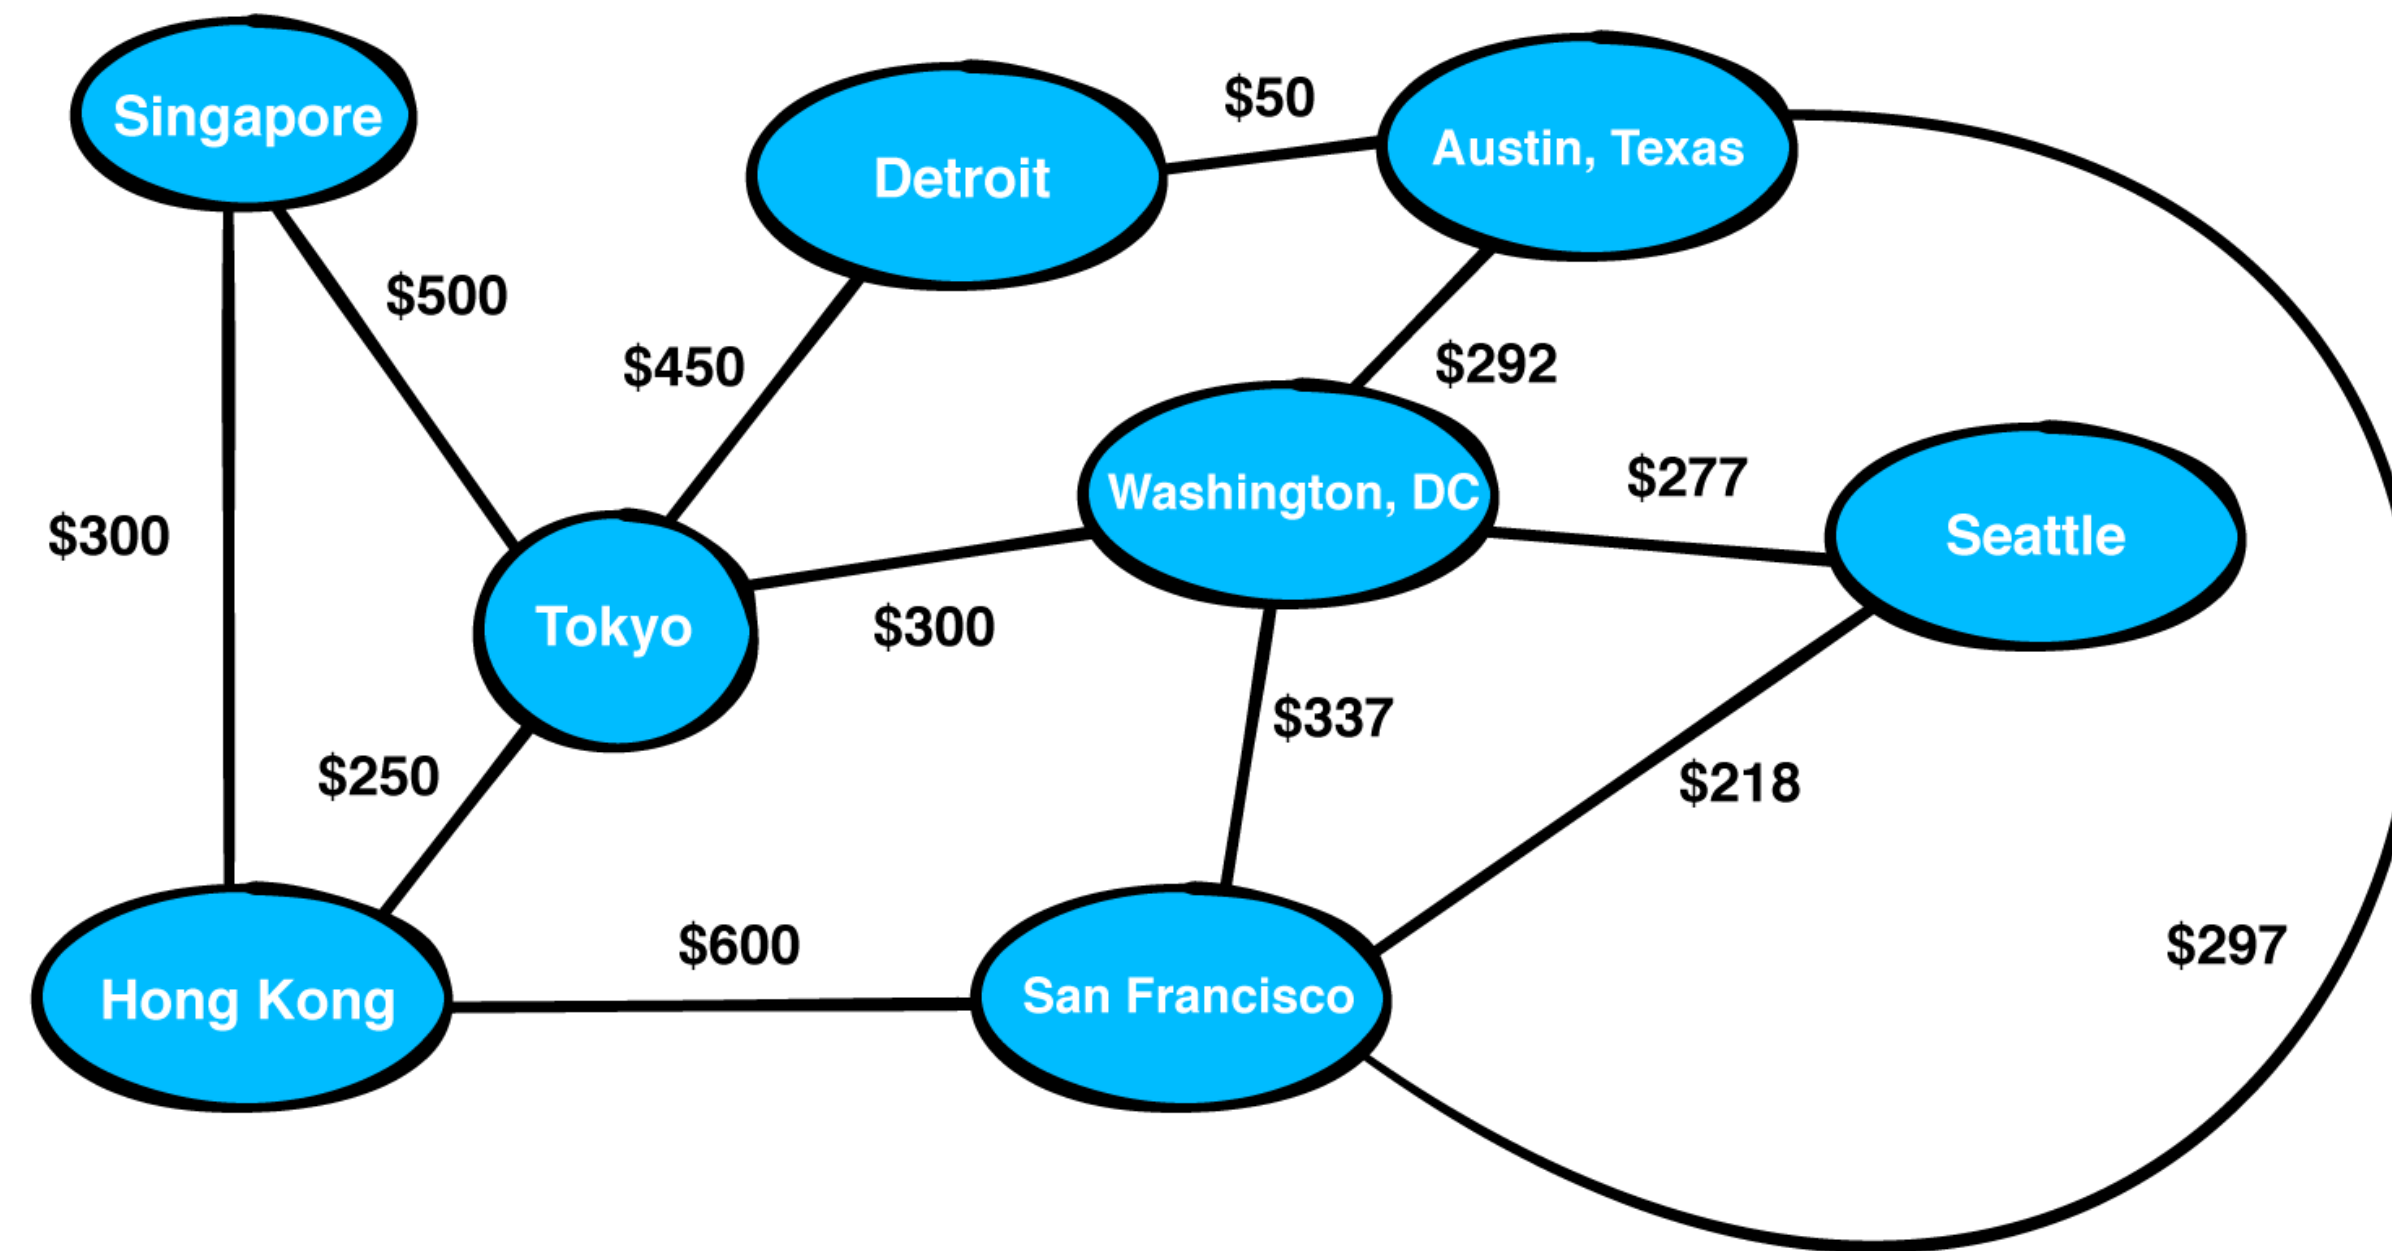 Singapore
$50
Austin, Texas
Detroit
$500
$450
$292
$277
Washington, DC
$300
Seattle
Tokyo
$300
$337
$250
$218
$600
$297
Hong Kong
San Francisco